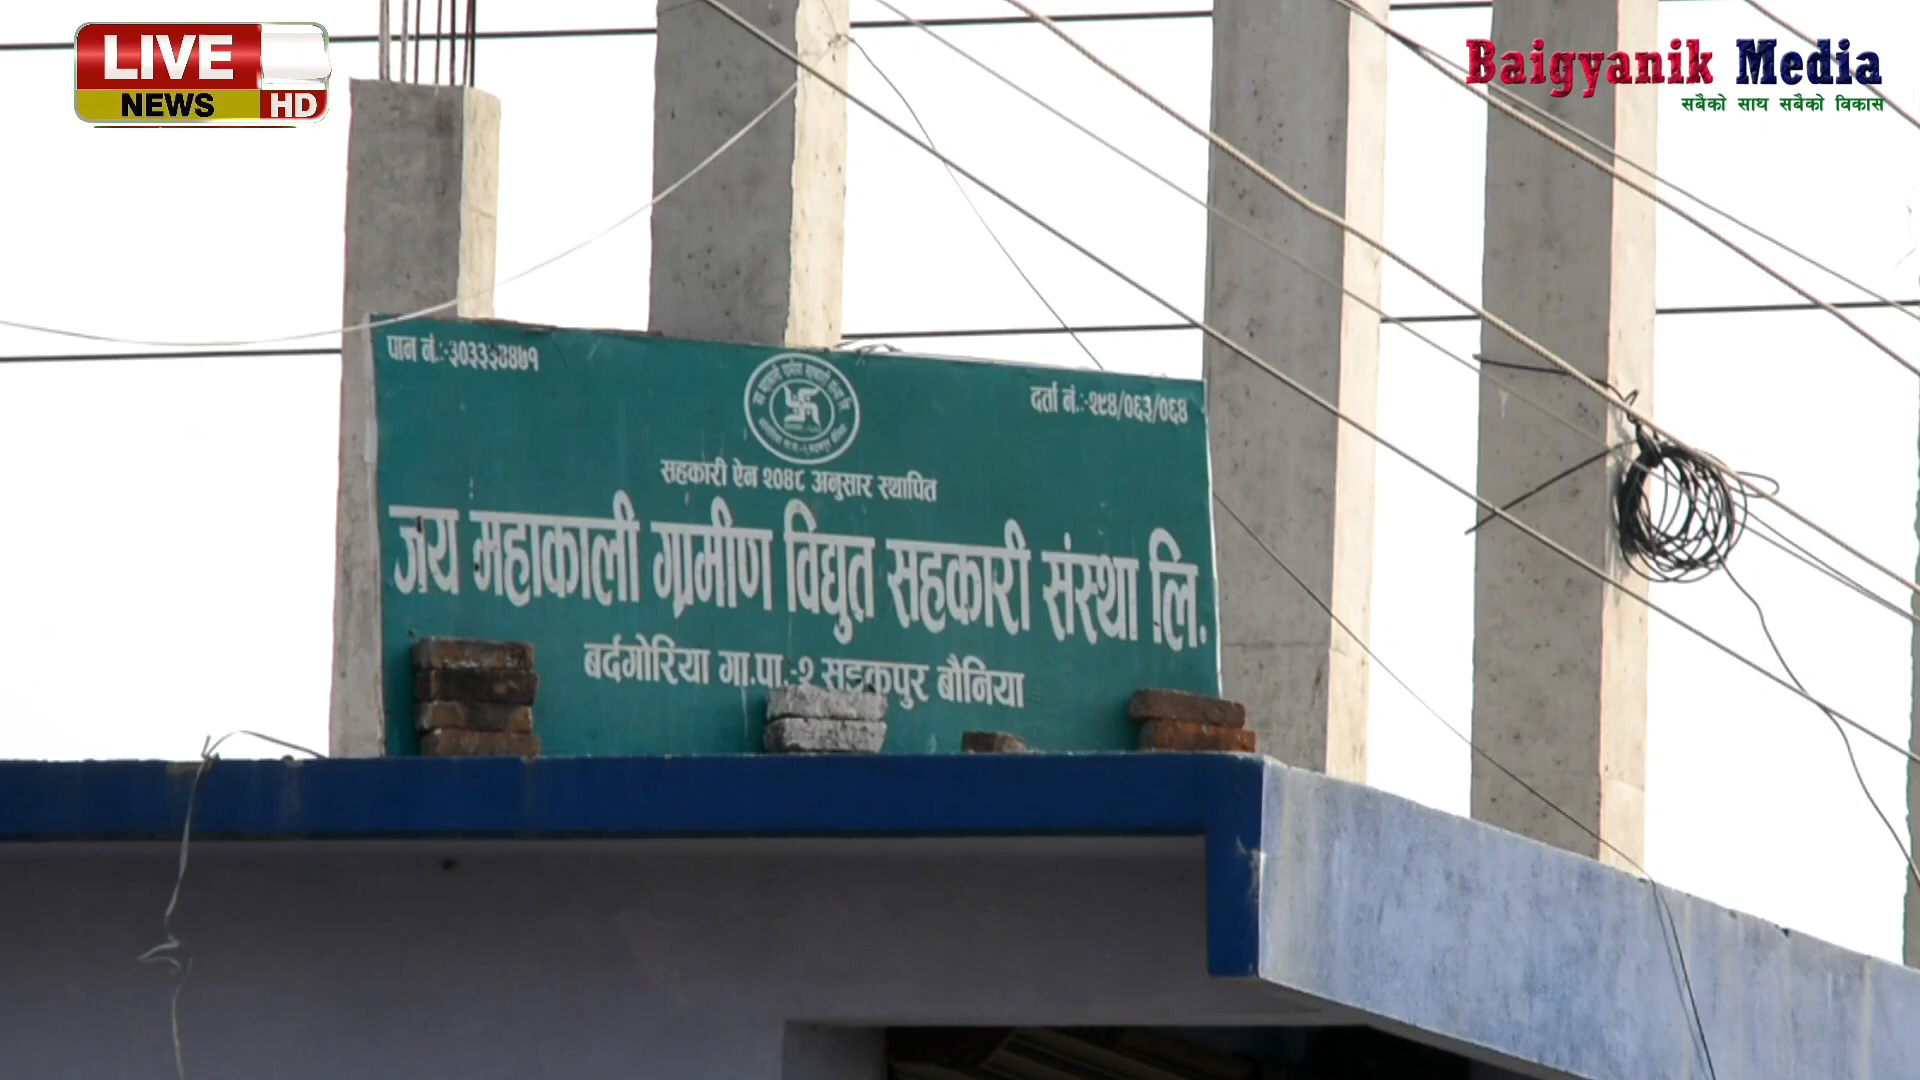 LIVE
NEWS HD
Baigyanik Media
सबैको साथ सबैको विकास
पान नं.:-
दर्ता नं.:-२९४/०६३/०६४
सहकारी ऐन २०४८ अनुसार स्थापित
जय महाकाली ग्रामीण विद्युत सहकारी संस्था लि.
बर्दगोरिया गा.पा.-२ सडकपुर बौनिया